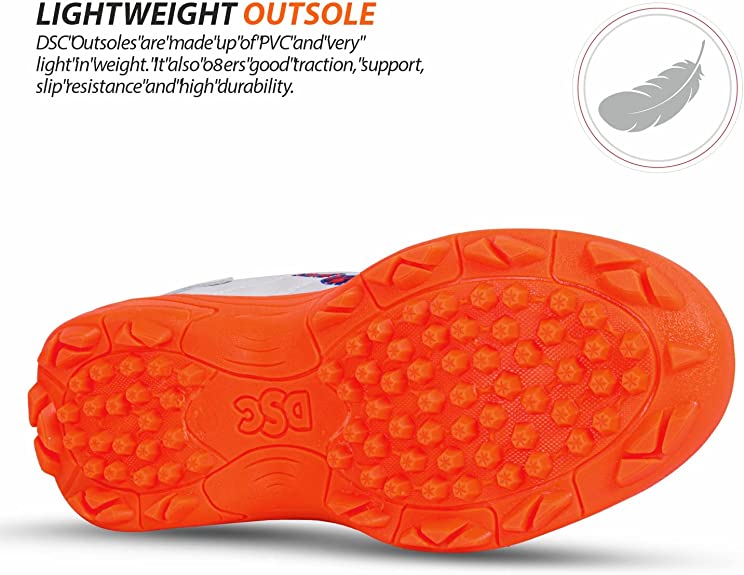 LIGHTWEIGHT OUTSOLE
DSC"Outsoles"are"made"up"of"PVC"and"very"
light"in"weight."It"also"o8ers"good"traction,"support,
slip"resistance"and"high"durability.
DSC